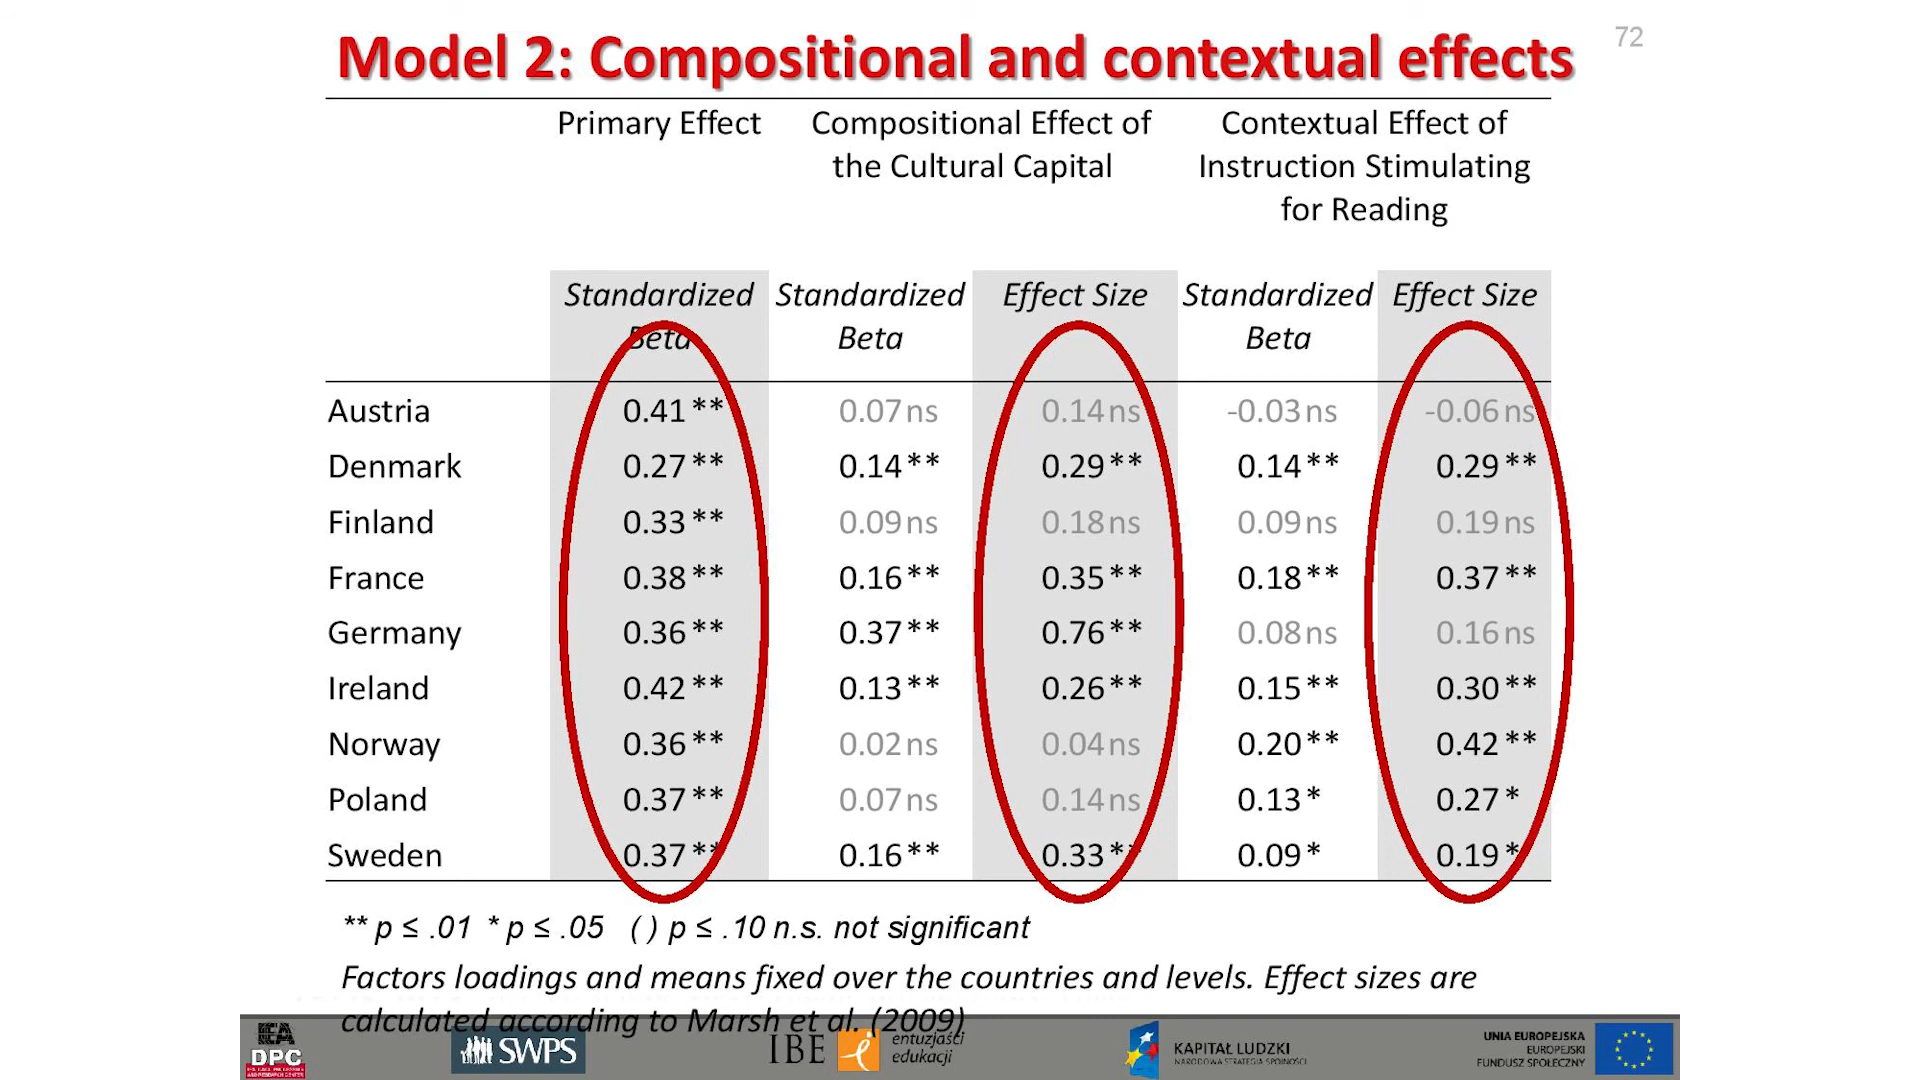 Model 2: Compositional and contextual effects
72
Primary Effect Compositional Effect of the Cultural Capital Contextual Effect of Instruction Stimulating for Reading
Standardized Beta Standardized Beta Effect Size Standardized Beta Effect Size
Austria 0.41** 0.07ns 0.14ns -0.03ns -0.06ns
Denmark 0.27** 0.14** 0.29** 0.14** 0.29**
Finland 0.33** 0.09ns 0.18ns 0.09ns 0.19ns
France 0.38** 0.16** 0.35** 0.18** 0.37**
Germany 0.36** 0.37** 0.76** 0.08ns 0.16ns
Ireland 0.42** 0.13** 0.26** 0.15** 0.30**
Norway 0.36** 0.02ns 0.04ns 0.20** 0.42**
Poland 0.37** 0.07ns 0.14ns 0.13* 0.27*
Sweden 0.37** 0.16** 0.33** 0.09* 0.19*
** p ≤ .01 * p ≤ .05 ( ) p ≤ .10 n.s. not significant
Factors loadings and means fixed over the countries and levels. Effect sizes are
calculated according to Marsh et al. (2009)
IEA
DPC
SWPS
IBE
entuzjaści
edukacji
KAPITAŁ LUDZKI
NARODOWA STRATEGIA SPÓJNOŚCI
UNIA EUROPEJSKA
EUROPEJSKI
FUNDUSZ SPOŁECZNY